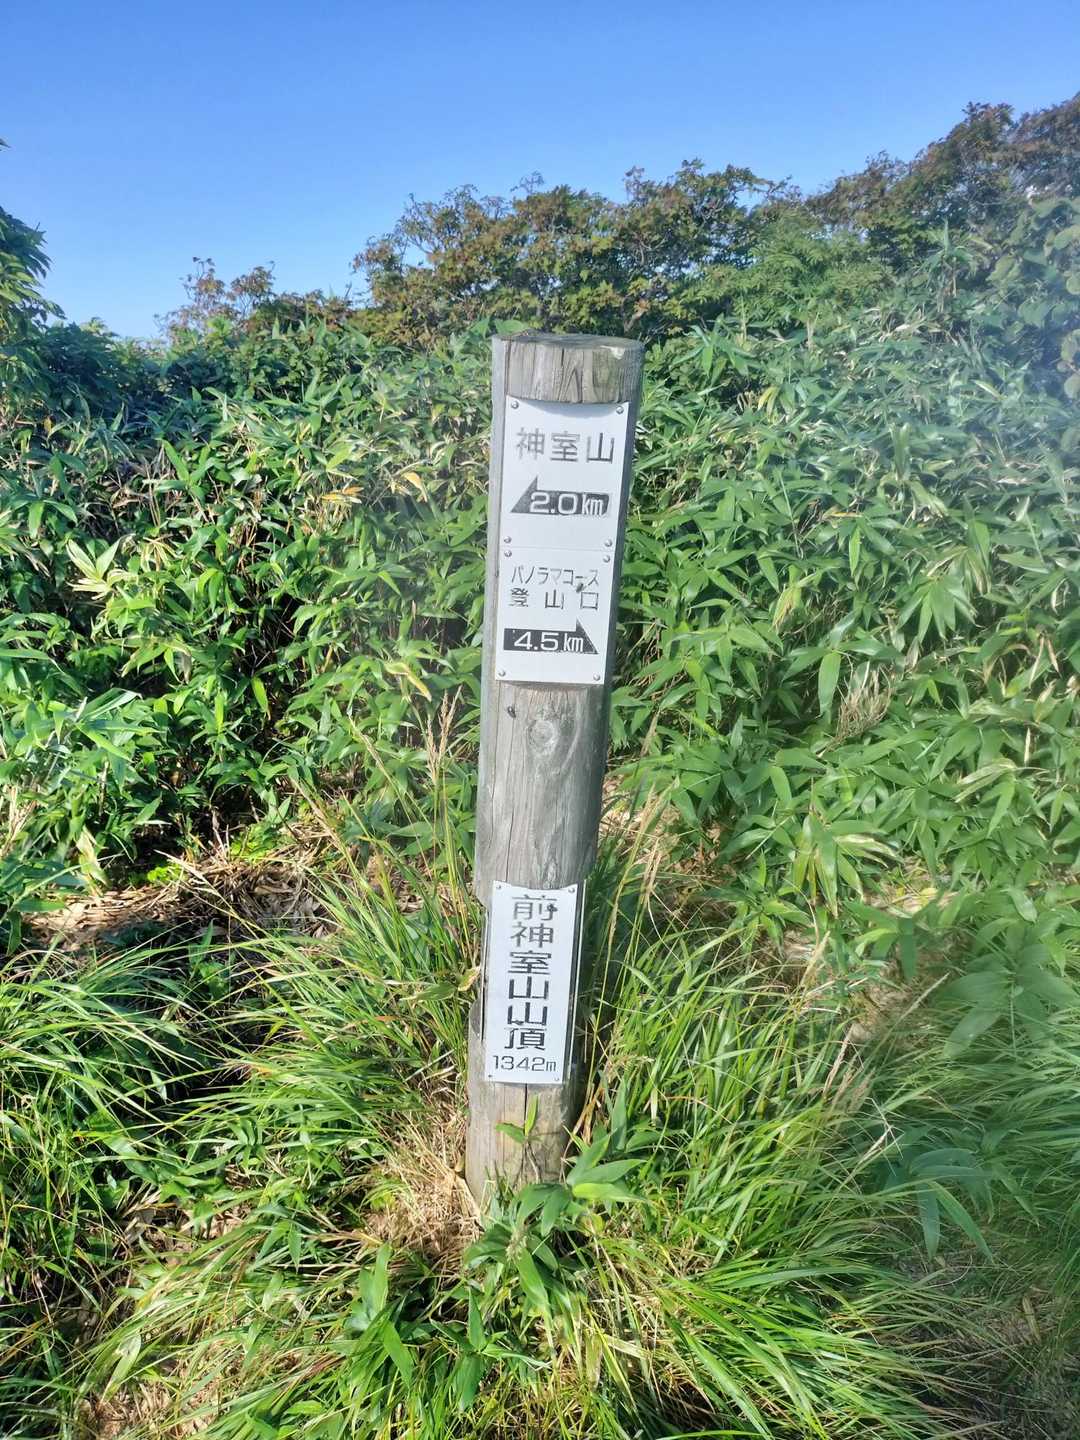 神室山
2.0km
パノラマコース
登山口
4.5km
前神室山山頂
1342m